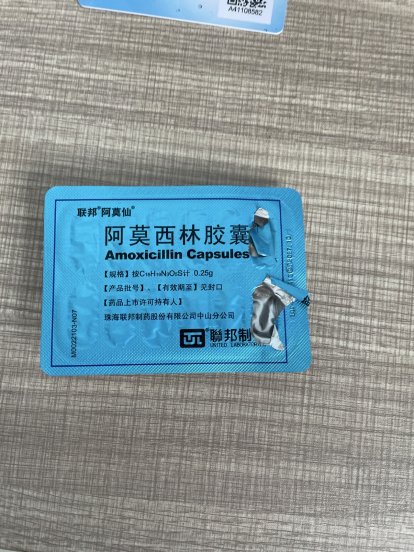 A41108582
联邦®阿莫仙®
阿莫西林胶囊
Amoxicillin Capsules
【规格】按C₁₆H₁₉N₃O₅S计 0.25g
【产品批号】、【有效期至】见封口
【药品上市许可持有人】
珠海联邦制药股份有限公司中山分公司
聯邦制
UNITED LABORATORIES